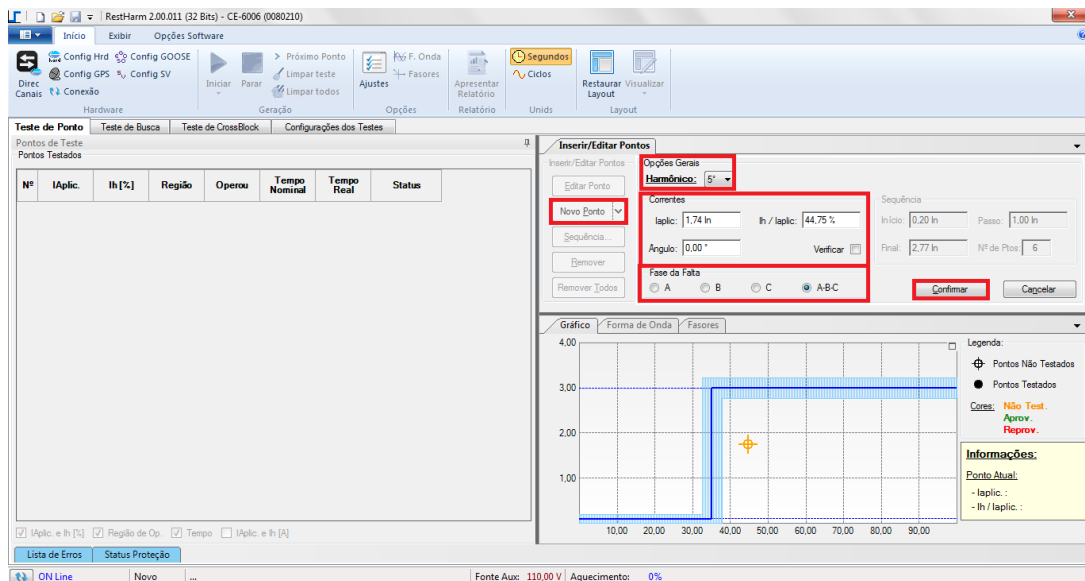 RestHarm 2.00.011 (32 Bits) - CE-6006 (0080210)
Início Exibir Opções Software
Direc Canais
Config Hrd Config GOOSE
Config GPS Config SV
Conexão
Hardware
Iniciar Parar
Próximo Ponto
Limpar teste
Limpar todos
Geração
Ajustes
F. Onda
Fasores
Opções
Apresentar Relatório
Relatório
Segundos
Ciclos
Unids
Restaurar Layout
Visualizar
Layout
Teste de Ponto Teste de Busca Teste de CrossBlock Configurações dos Testes
Pontos de Teste
Pontos Testados
Nº IAplic. Ih [%] Região Operou Tempo Nominal Tempo Real Status
IAplic. e Ih [%] Região de Op. Tempo IAplic. e Ih [A]
Lista de Erros Status Proteção
Inserir/Editar Pontos
Inserir/Editar Pontos
Editar Ponto
Novo Ponto
Sequência...
Remover
Remover Todos
Opções Gerais
Harmônico: 5°
Correntes
Iaplic: 1,74 In Ih / Iaplic: 44,75 %
Angulo: 0,00 ° Verificar
Fase da Falta
A B C A-B-C
Sequência
Início: 0,20 In Passo: 1,00 In
Final: 2,77 In Nº de Ptos: 6
Confirmar Cancelar
Gráfico Forma de Onda Fasores
4,00
3,00
2,00
1,00
10,00 20,00 30,00 40,00 50,00 60,00 70,00 80,00 90,00
Legenda:
Pontos Não Testados
Pontos Testados
Cores: Não Test.
Aprov.
Reprov.
Informações:
Ponto Atual:
- Iaplic. :
- Ih / Iaplic. :
ON Line Novo ... Fonte Aux: 110,00 V Aquecimento: 0%